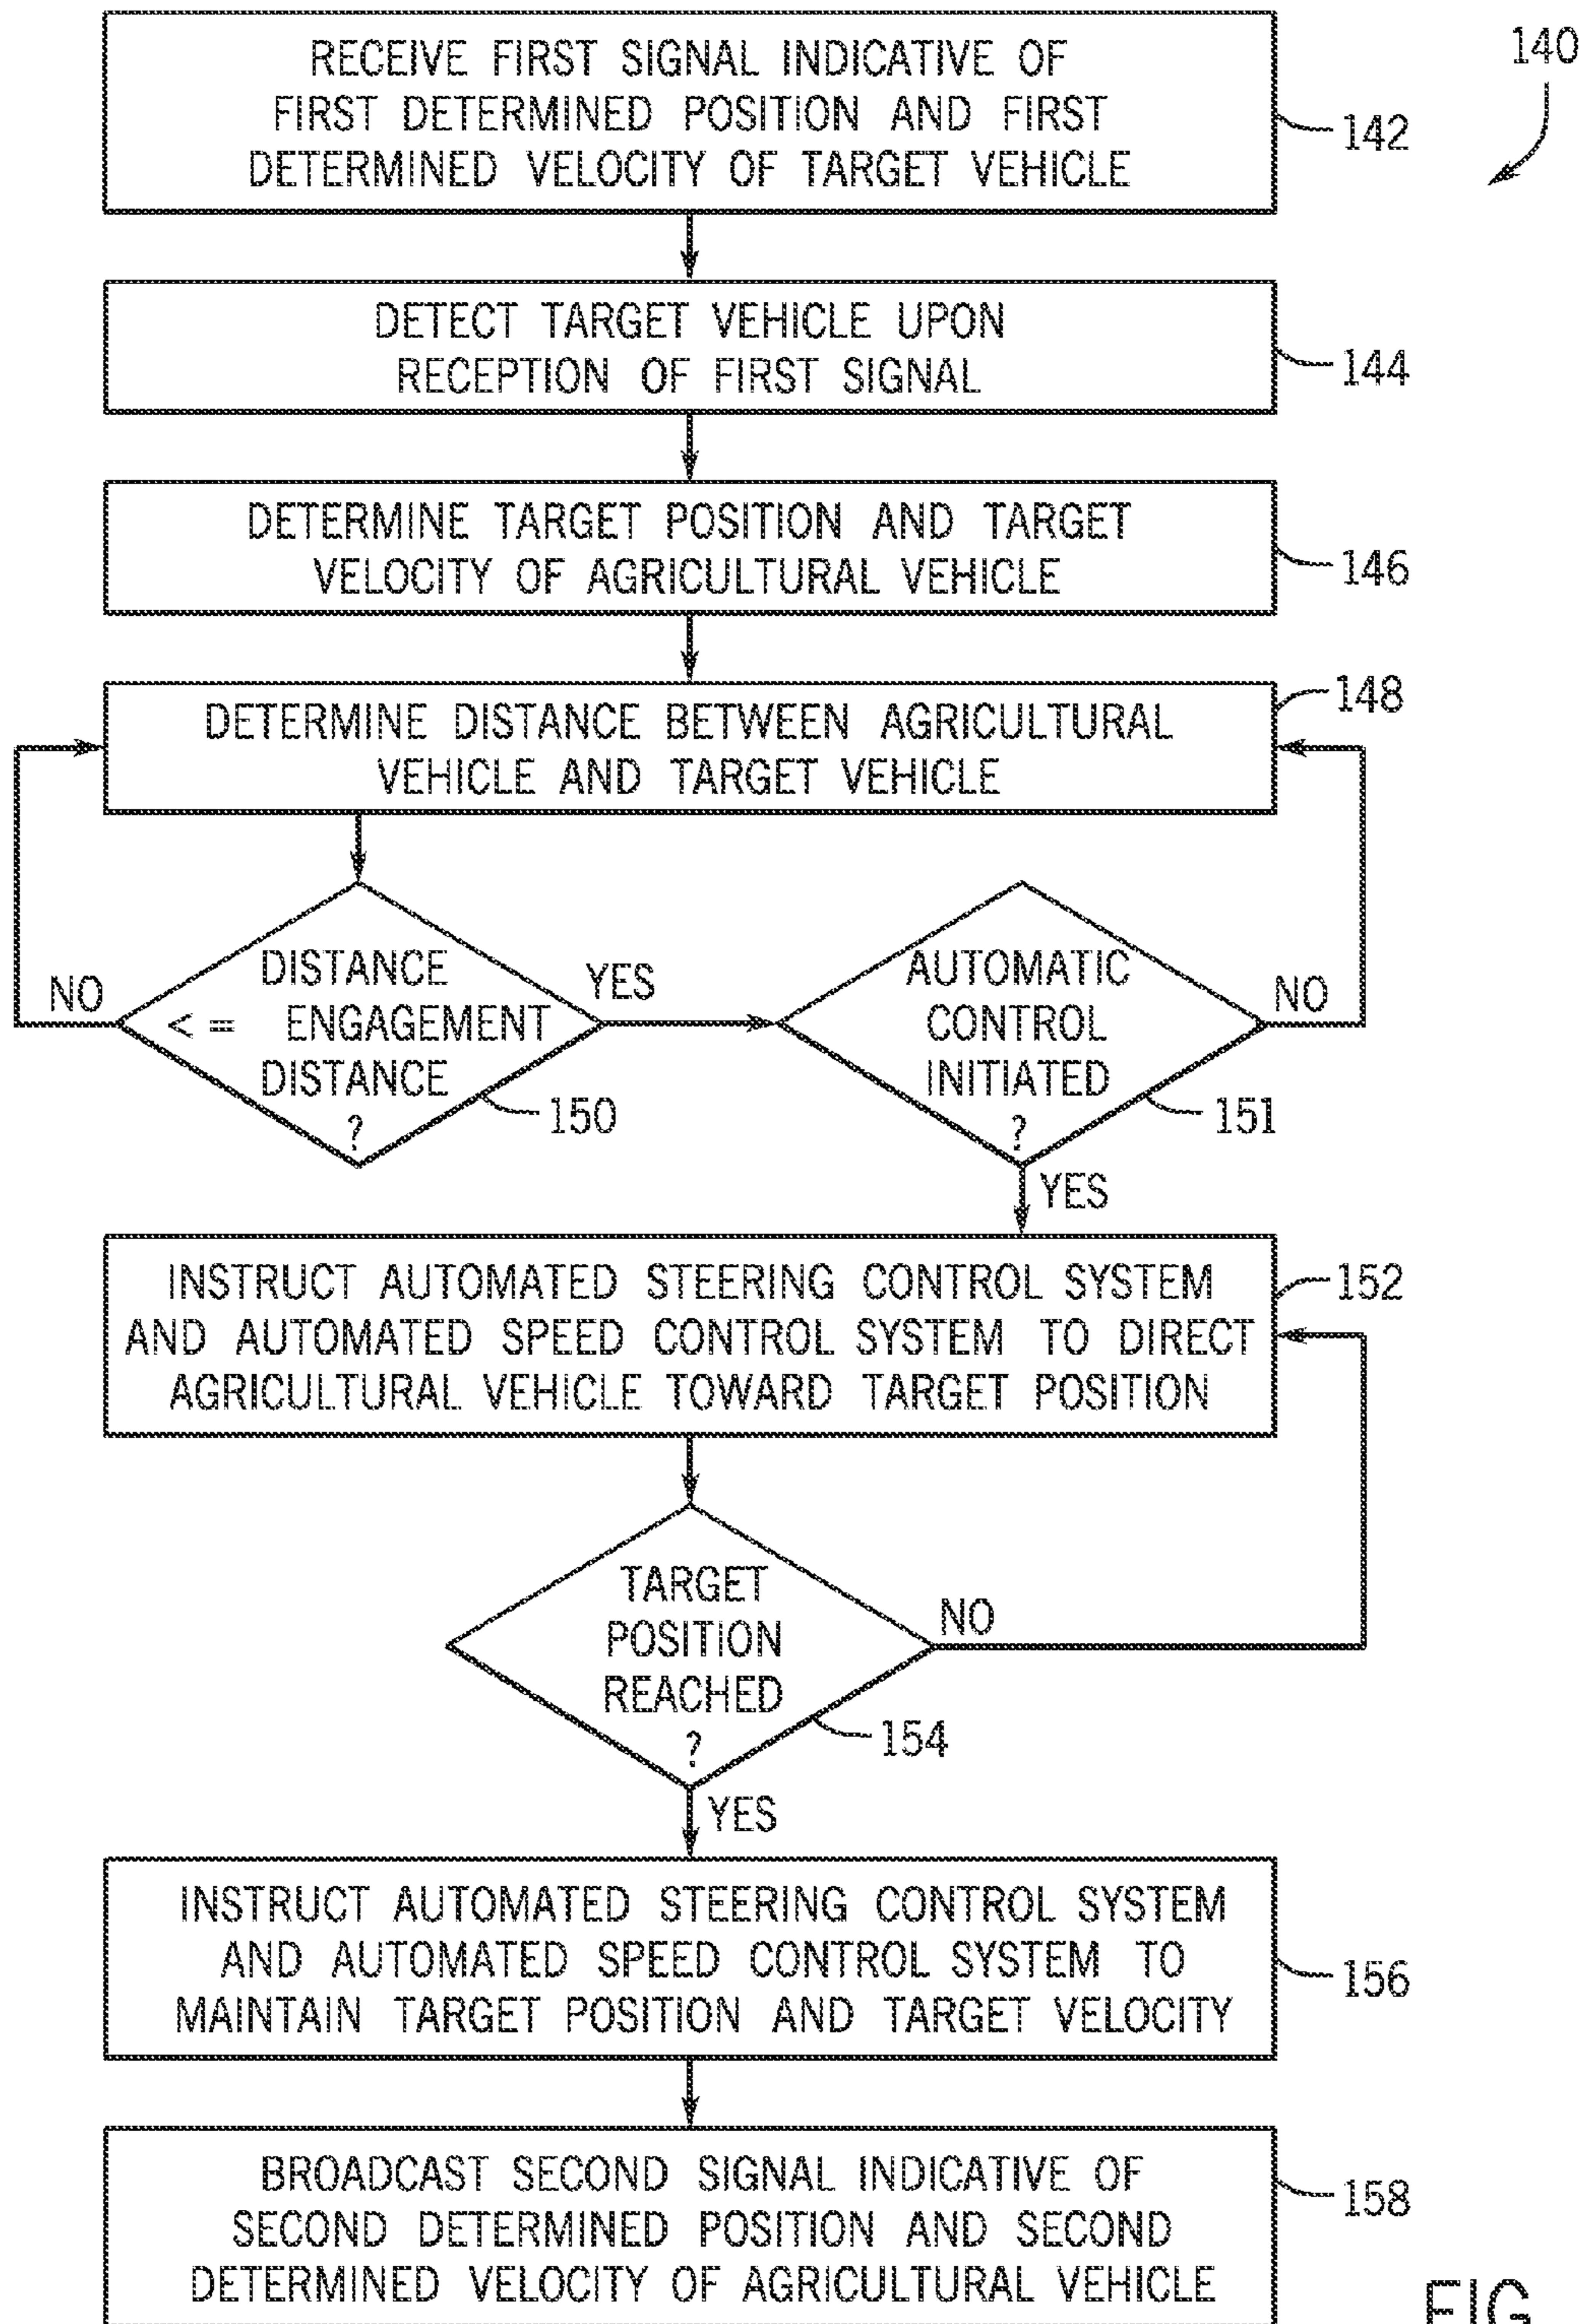 140
RECEIVE FIRST SIGNAL INDICATIVE OF
FIRST DETERMINED POSITION AND FIRST
DETERMINED VELOCITY OF TARGET VEHICLE
142
DETECT TARGET VEHICLE UPON
RECEPTION OF FIRST SIGNAL
144
DETERMINE TARGET POSITION AND TARGET
VELOCITY OF AGRICULTURAL VEHICLE
146
DETERMINE DISTANCE BETWEEN AGRICULTURAL
VEHICLE AND TARGET VEHICLE
148
NO
DISTANCE
<= ENGAGEMENT
DISTANCE
?
150
YES
AUTOMATIC
CONTROL
INITIATED
?
151
NO
YES
INSTRUCT AUTOMATED STEERING CONTROL SYSTEM
AND AUTOMATED SPEED CONTROL SYSTEM TO DIRECT
AGRICULTURAL VEHICLE TOWARD TARGET POSITION
152
TARGET
POSITION
REACHED
?
154
NO
YES
INSTRUCT AUTOMATED STEERING CONTROL SYSTEM
AND AUTOMATED SPEED CONTROL SYSTEM TO
MAINTAIN TARGET POSITION AND TARGET VELOCITY
156
BROADCAST SECOND SIGNAL INDICATIVE OF
SECOND DETERMINED POSITION AND SECOND
DETERMINED VELOCITY OF AGRICULTURAL VEHICLE
158
FIG